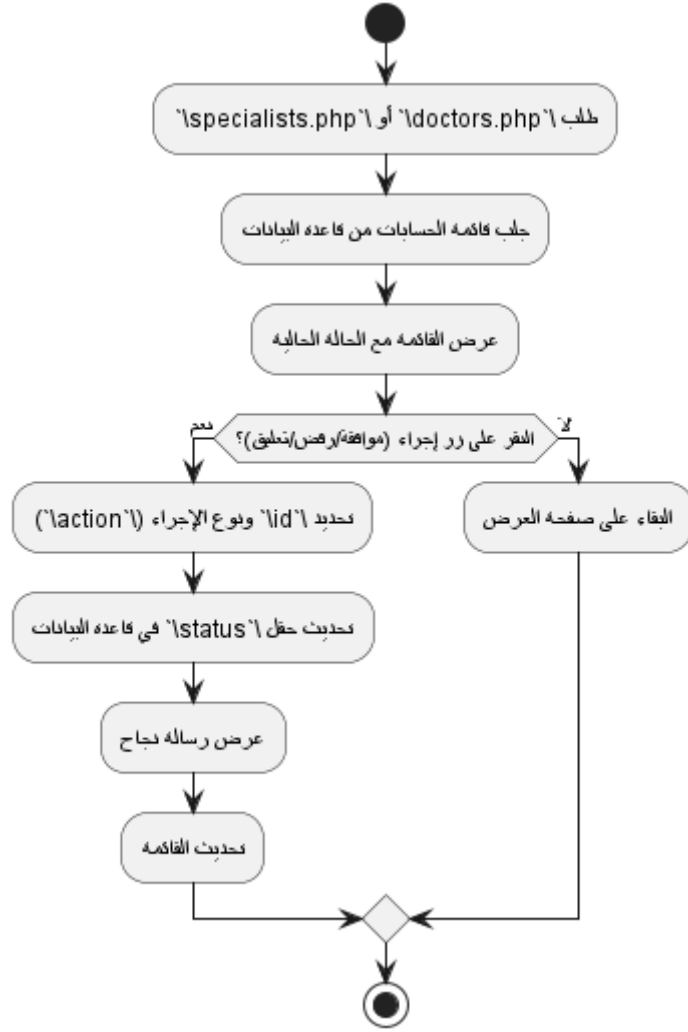 طلب \`doctors.php\` أو \`specialists.php\`
جلب قائمة الحسابات من قاعدة البيانات
عرض القائمة مع الحالة الحالية
النقر على زر إجراء (موافقة/رفض/تعليق)؟
نعم
لا
تحديد \`id\` ونوع الإجراء (\`action\`)
البقاء على صفحة العرض
تحديث حقل \`status\` في قاعدة البيانات
عرض رسالة نجاح
تحديث القائمة